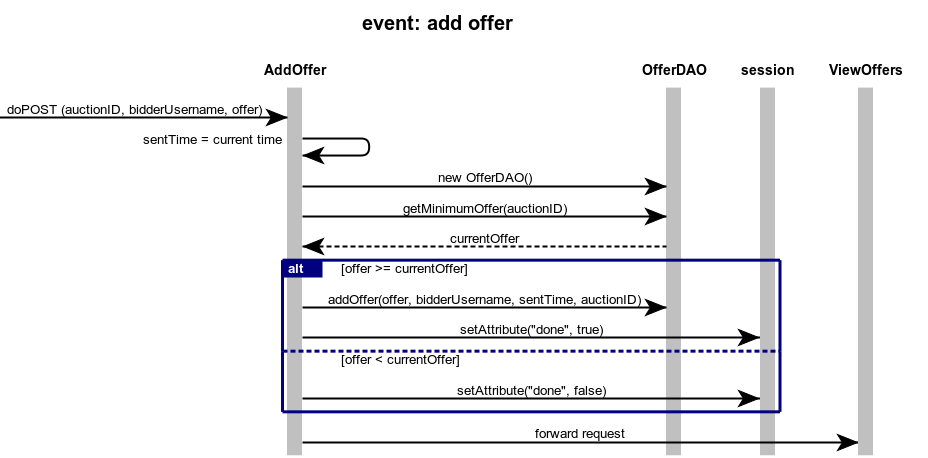 event: add offer
AddOffer OfferDAO session ViewOffers
doPOST (auctionID, bidderUsername, offer)
sentTime = current time
new OfferDAO()
getMinimumOffer(auctionID)
currentOffer
alt [offer >= currentOffer]
addOffer(offer, bidderUsername, sentTime, auctionID)
setAttribute("done", true)
[offer < currentOffer]
setAttribute("done", false)
forward request